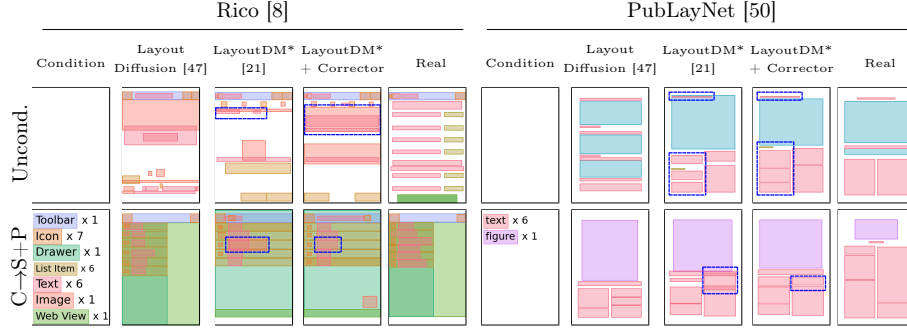 Rico [8]
PubLayNet [50]
Condition
Layout
Diffusion [47]
LayoutDM*
[21]
LayoutDM*
+ Corrector
Real
Condition
Layout
Diffusion [47]
LayoutDM*
[21]
LayoutDM*
+ Corrector
Real
Uncond.
C→S+P
Toolbar x 1
Icon x 7
Drawer x 1
List Item x 6
Text x 6
Image x 1
Web View x 1
text x 6
figure x 1